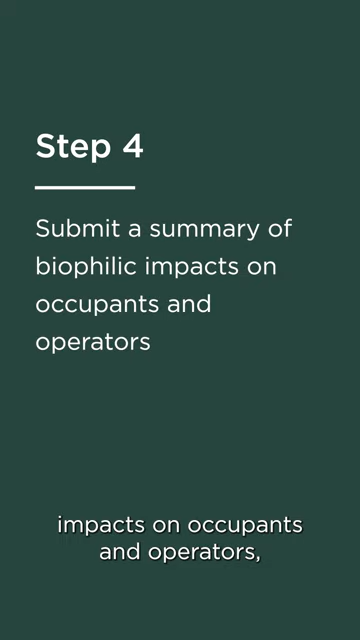 Step 4
Submit a summary of
biophilic impacts on
occupants and
operators
impacts on occupants
and operators,